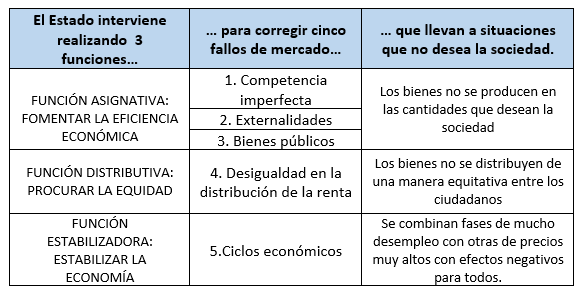 El Estado interviene
realizando 3
funciones…
… para corregir cinco
fallos de mercado…
… que llevan a situaciones
que no desea la sociedad.
FUNCIÓN ASIGNATIVA:
FOMENTAR LA EFICIENCIA
ECONÓMICA
1. Competencia
imperfecta
2. Externalidades
3. Bienes públicos
Los bienes no se producen en
las cantidades que desean la
sociedad
FUNCIÓN DISTRIBUTIVA:
PROCURAR LA EQUIDAD
4. Desigualdad en la
distribución de la renta
Los bienes no se distribuyen de
una manera equitativa entre los
ciudadanos
FUNCIÓN
ESTABILIZADORA:
ESTABILIZAR LA
ECONOMÍA
5.Ciclos económicos
Se combinan fases de mucho
desempleo con otras de precios
muy altos con efectos negativos
para todos.